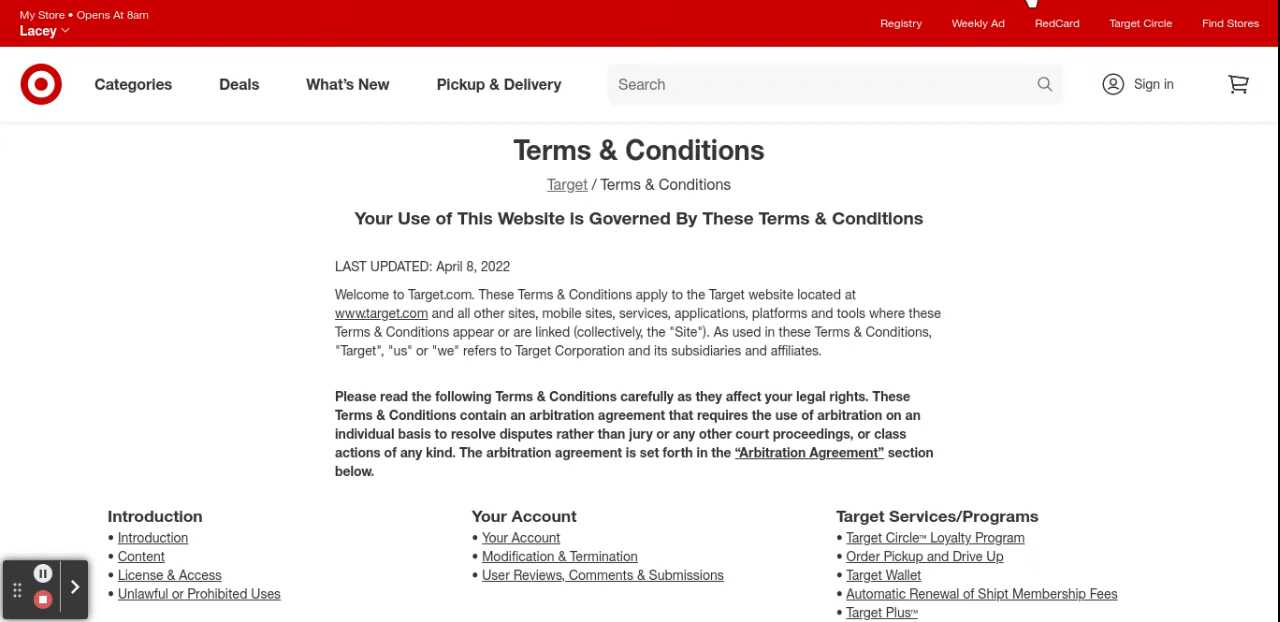 My Store • Opens At 8am
Lacey
Registry
Weekly Ad
RedCard
Target Circle
Find Stores
Categories
Deals
What's New
Pickup & Delivery
Search
Sign in
Terms & Conditions
Target / Terms & Conditions
Your Use of This Website is Governed By These Terms & Conditions
LAST UPDATED: April 8, 2022
Welcome to Target.com. These Terms & Conditions apply to the Target website located at
www.target.com and all other sites, mobile sites, services, applications, platforms and tools where these
Terms & Conditions appear or are linked (collectively, the "Site"). As used in these Terms & Conditions,
"Target", "us" or "we" refers to Target Corporation and its subsidiaries and affiliates.
Please read the following Terms & Conditions carefully as they affect your legal rights. These
Terms & Conditions contain an arbitration agreement that requires the use of arbitration on an
individual basis to resolve disputes rather than jury or any other court proceedings, or class
actions of any kind. The arbitration agreement is set forth in the “Arbitration Agreement” section
below.
Introduction
• Introduction
• Content
• License & Access
• Unlawful or Prohibited Uses
Your Account
• Your Account
• Modification & Termination
• User Reviews, Comments & Submissions
Target Services/Programs
• Target Circle™ Loyalty Program
• Order Pickup and Drive Up
• Target Wallet
• Automatic Renewal of Shipt Membership Fees
• Target Plus™